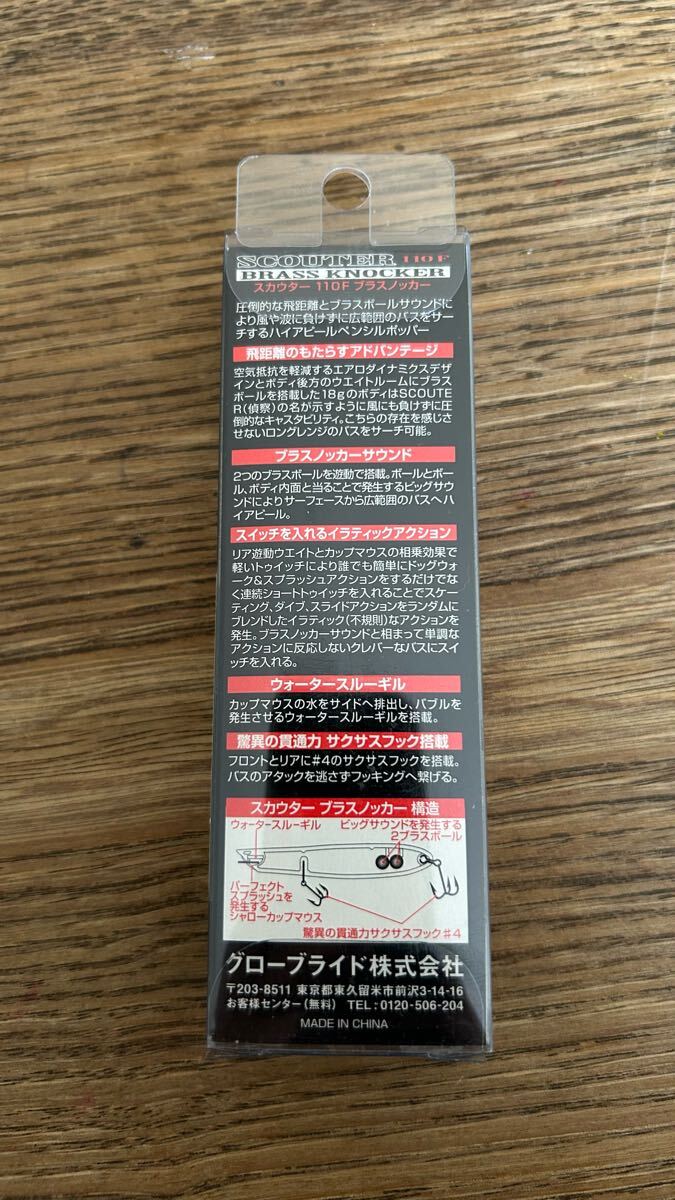 SCOUTER 110F
BRASS KNOCKER
スカウター 110F ブラスノッカー
圧倒的な飛距離とブラスボールサウンドに
より風や波に負けずに広範囲のバスをサー
チするハイアピールペンシルポッパー
飛距離のもたらすアドバンテージ
空気抵抗を軽減するエアロダイナミクスデザ
インとボディ後方のウエイトルームにブラス
ボールを搭載した18gのボディはSCOUTE
R(偵察)の名が示すように風にも負けずに圧
倒的なキャスタビリティ。こちらの存在を感じさ
せないロングレンジのバスをサーチ可能。
ブラスノッカーサウンド
2つのブラスボールを遊動で搭載。ボールとボー
ル、ボディ内面と当ることで発生するビッグサウ
ンドによりサーフェースから広範囲のバスへハ
イアピール。
スイッチを入れるイラティックアクション
リア遊動ウエイトとカップマウスの相乗効果で
軽いトゥイッチにより誰でも簡単にドッグウォ
ーク&スプラッシュアクションをするだけでな
く連続ショートトゥイッチを入れることでスケー
ティング、ダイブ、スライドアクションをランダムに
ブレンドしたイラティック(不規則)なアクションを
発生。ブラスノッカーサウンドと相まって単調な
アクションに反応しないクレバーなバスにスイ
ッチを入れる。
ウォータースルーギル
カップマウスの水をサイドへ排出し、バブルを
発生させるウォータースルーギルを搭載。
驚異の貫通力 サクサスフック搭載
フロントとリアに#4のサクサスフックを搭載。
バスのアタックを逃さずフッキングへ繋げる。
スカウター ブラスノッカー 構造
ウォータースルーギル
ビッグサウンドを発生する
2ブラスボール
パーフェクト
スプラッシュを
発生する
シャローカップマウス
驚異の貫通力サクサスフック#4
グローブライド株式会社
〒203-8511 東京都東久留米市前沢3-14-16
お客様センター(無料) TEL:0120-506-204
MADE IN CHINA